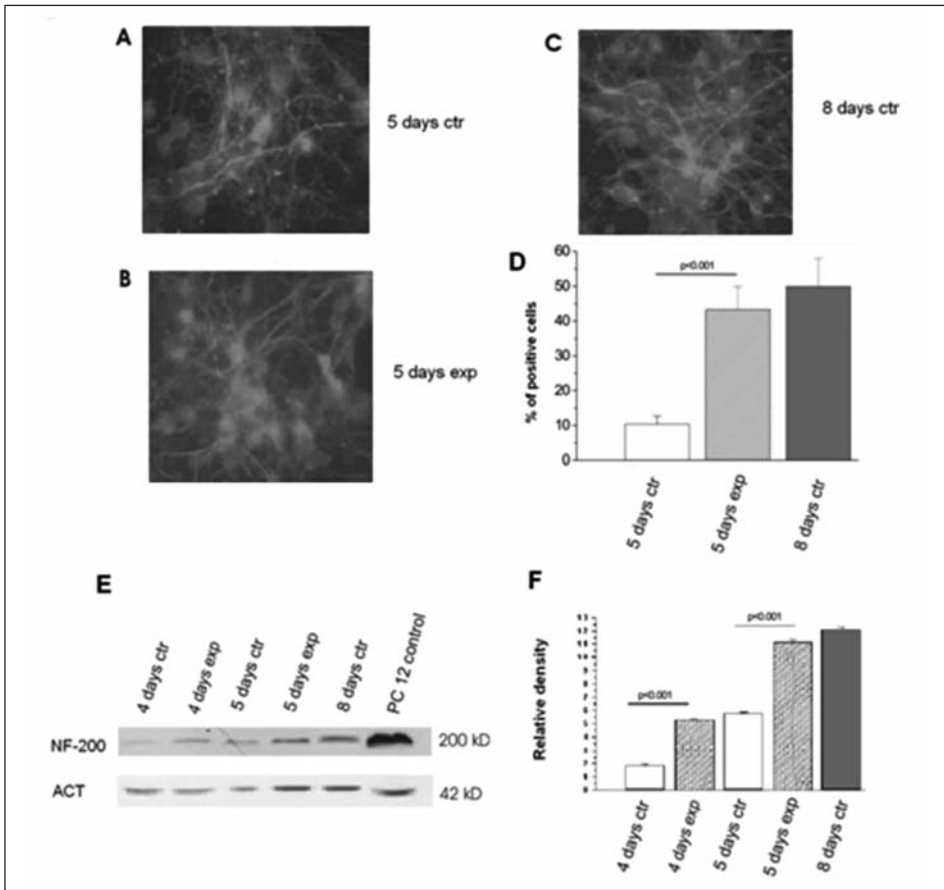 A
5 days ctr
B
5 days exp
C
8 days ctr
D
% of positive cells
60
50
40
30
20
10
0
p<0.001
5 days ctr
5 days exp
8 days ctr
E
4 days ctr
4 days exp
5 days ctr
5 days exp
8 days ctr
PC 12 control
NF-200
200 kD
ACT
42 kD
F
Relative density
13
12
11
10
p<0.001
p<0.001
4 days ctr
4 days exp
5 days ctr
5 days exp
8 days ctr